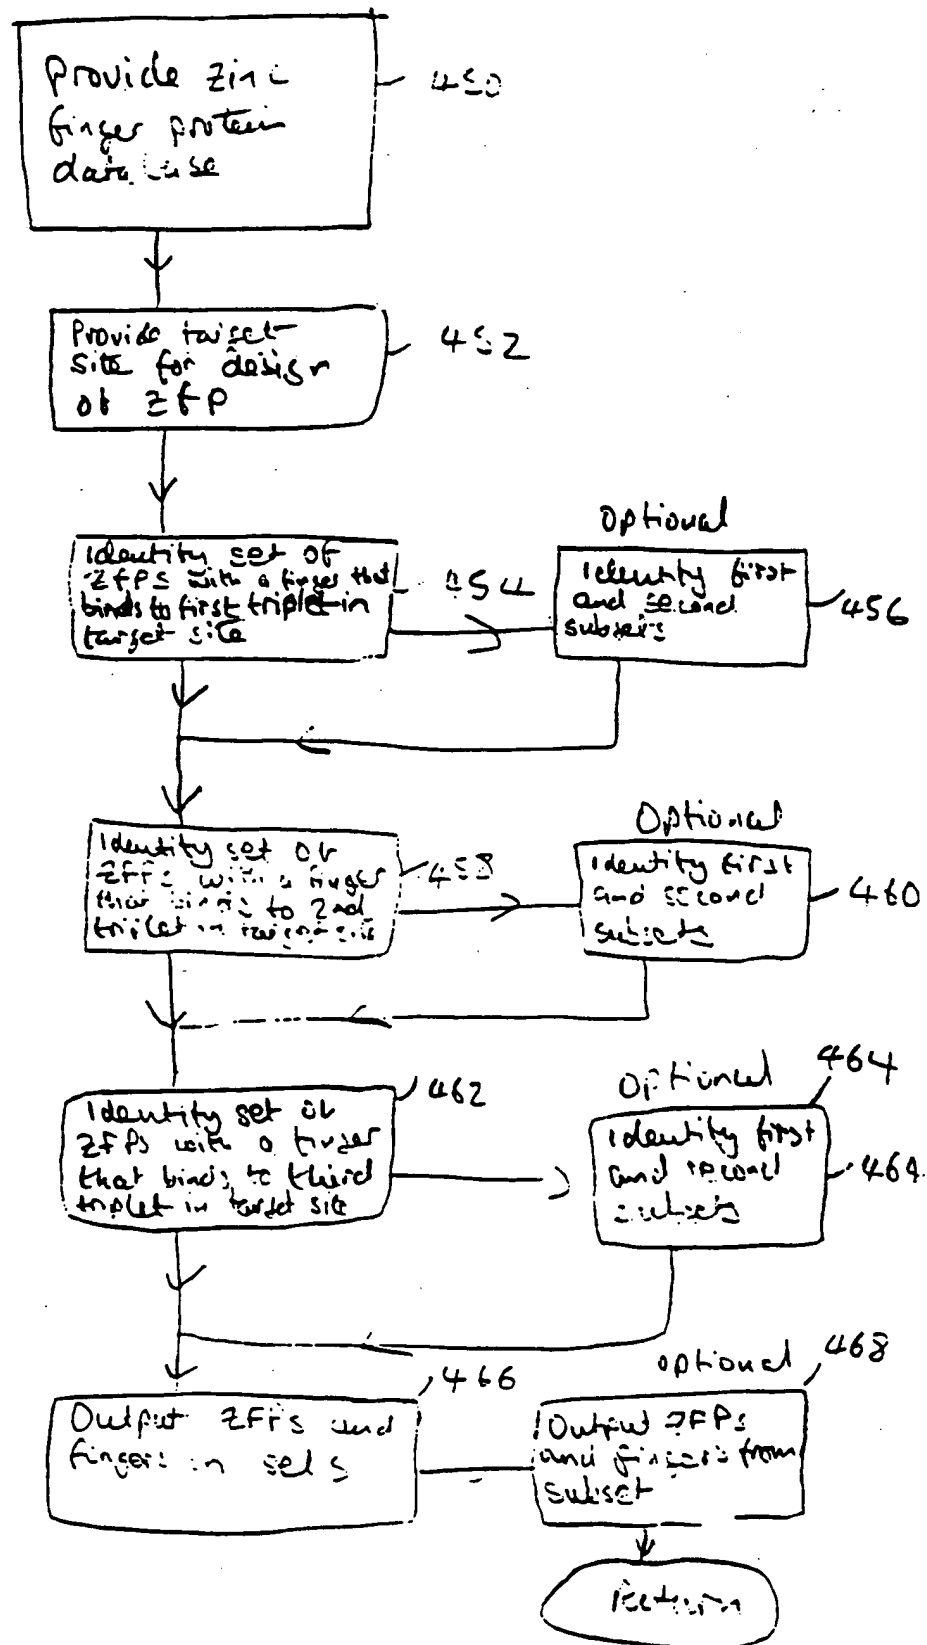 Provide zinc
finger protein
database
450
Provide target
site for design
of ZFP
452
Identify set of
ZFPs with a finger that
binds to first triplet in
target site
454
Optional
Identify first
and second
subsets
456
Identify set of
ZFPs with a finger
that binds to 2nd
triplet in target site
458
Optional
Identify first
and second
subsets
460
Identify set of
ZFPs with a finger
that binds to third
triplet in target site
462
Optional
464
Identify first
and second
subsets
464
Output ZFPs and
fingers in sets
466
Optional
468
Output ZFPs
and fingers from
subset
Return